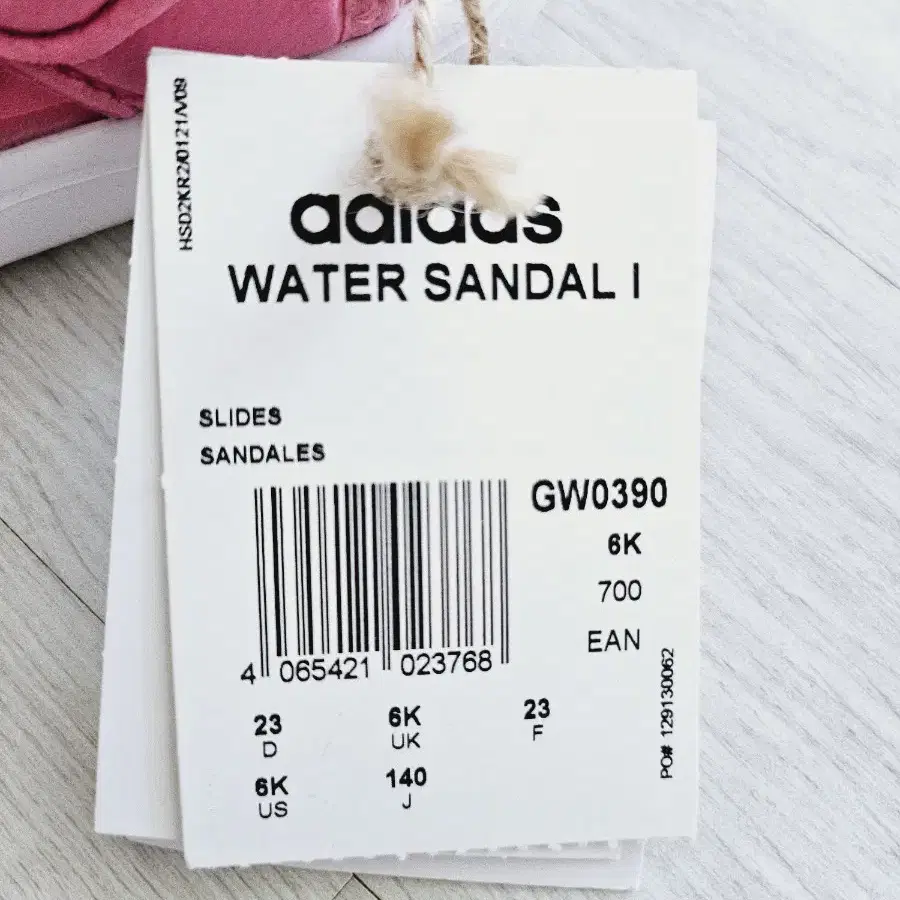 HSD2KR2/0121/V09
adidas
WATER SANDAL I
SLIDES
SANDALES
GW0390
6K
700
EAN
4 065421 023768
PO# 129130062
23 6K 23
D UK F
6K 140
US J